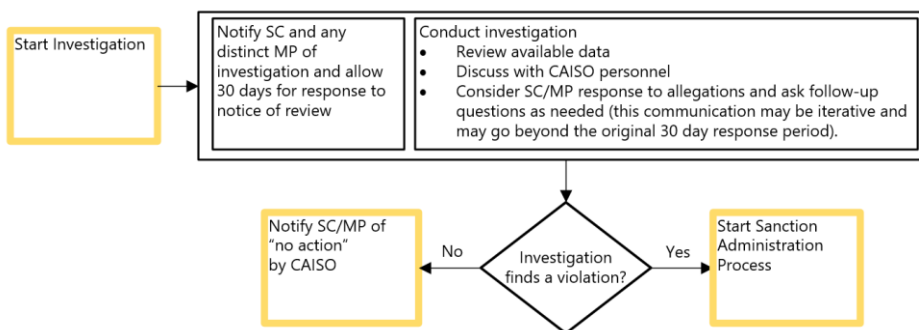 Start Investigation
Notify SC and any
distinct MP of
investigation and allow
30 days for response to
notice of review
Conduct investigation
• Review available data
• Discuss with CAISO personnel
• Consider SC/MP response to allegations and ask follow-up
questions as needed (this communication may be iterative and
may go beyond the original 30 day response period).
Notify SC/MP of
“no action”
by CAISO
No
Investigation
finds a violation?
Yes
Start Sanction
Administration
Process